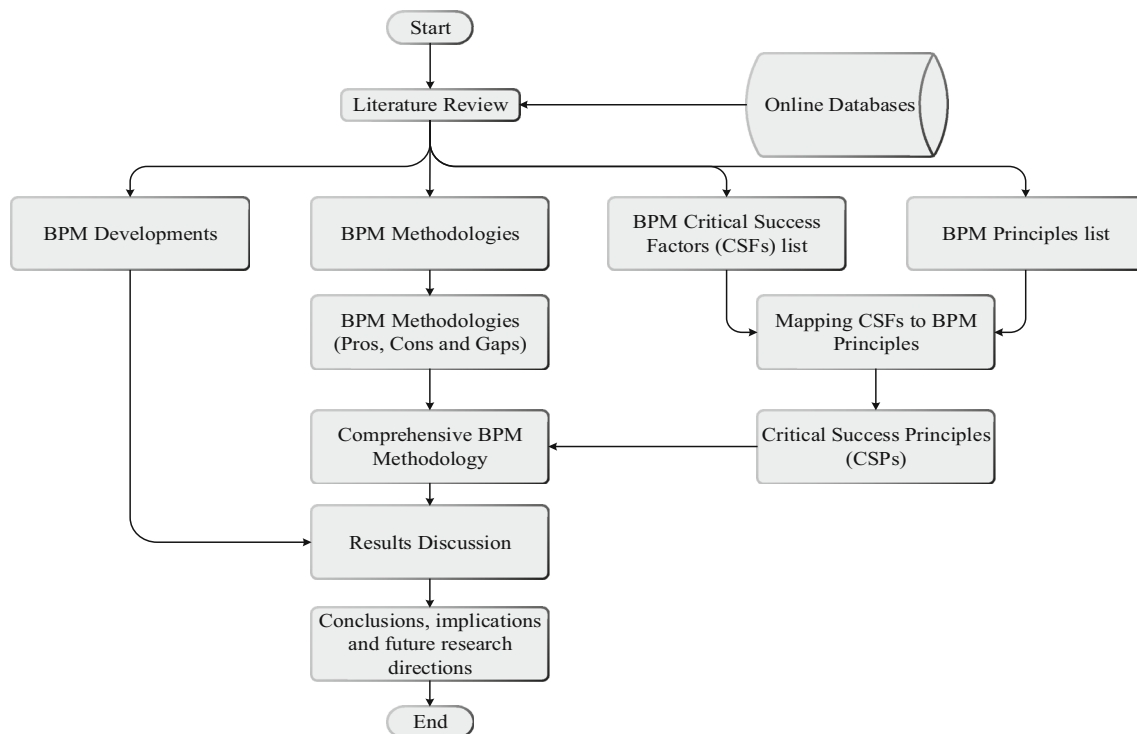 Start
Literature Review
Online Databases
BPM Developments
BPM Methodologies
BPM Critical Success
Factors (CSFs) list
BPM Principles list
BPM Methodologies
(Pros, Cons and Gaps)
Mapping CSFs to BPM
Principles
Comprehensive BPM
Methodology
Critical Success Principles
(CSPs)
Results Discussion
Conclusions, implications
and future research
directions
End